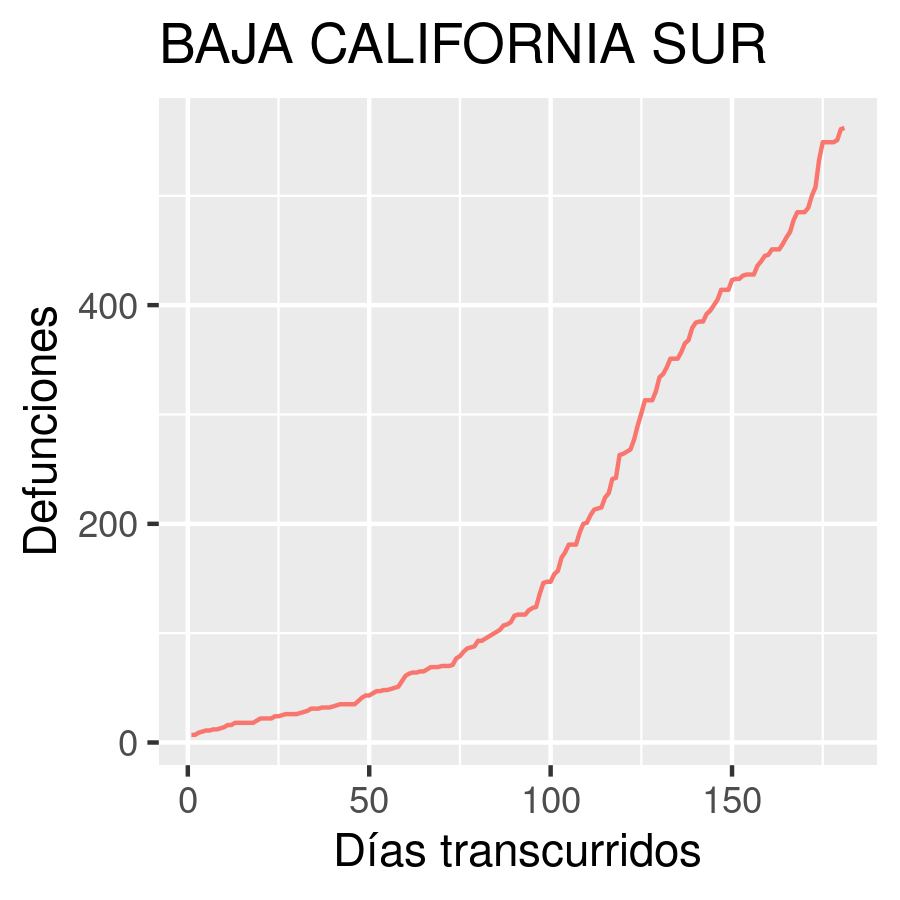 BAJA CALIFORNIA SUR
Defunciones
400
200
0
0 50 100 150
Días transcurridos